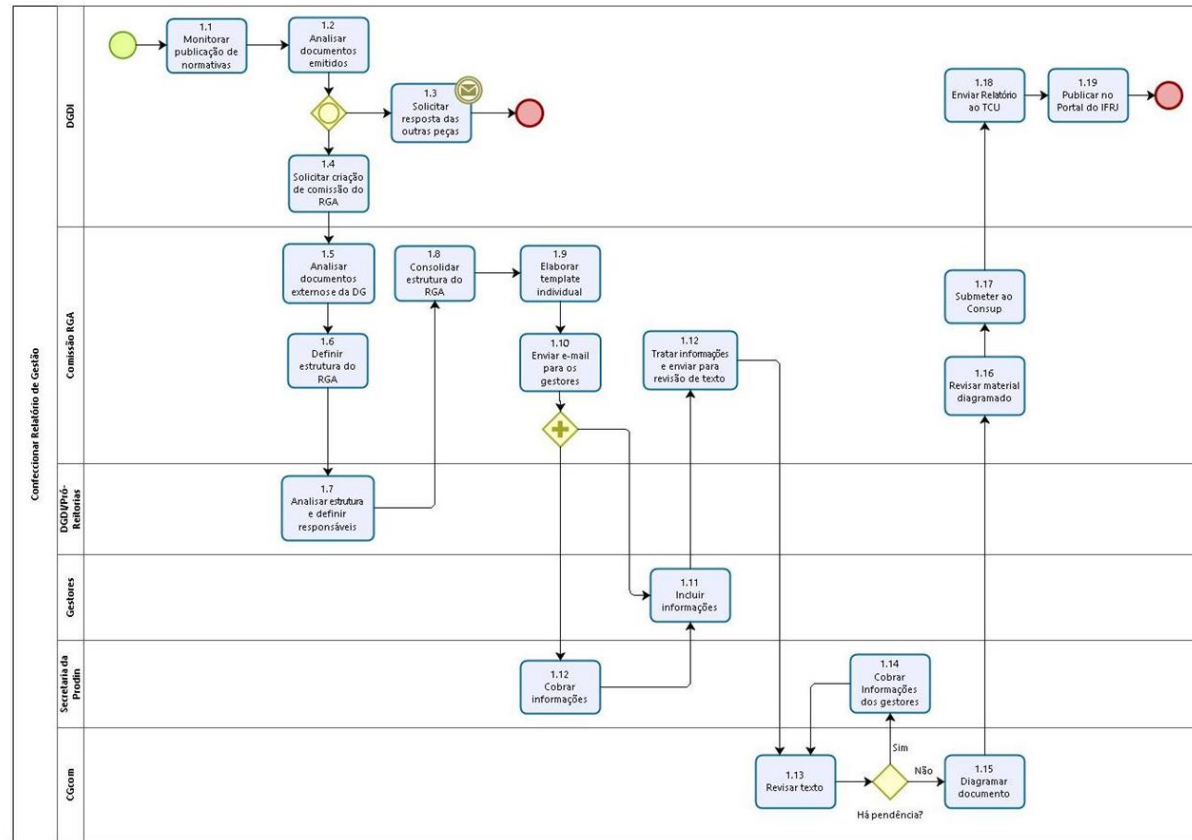 Confeccionar Relatório de Gestão
DGDI
1.1
Monitorar
publicação de
normativas
1.2
Analisar
documentos
emitidos
1.3
Solicitar
resposta das
outras peças
1.4
Solicitar criação
de comissão do
RGA
1.18
Enviar Relatório
ao TCU
1.19
Publicar no
Portal do IFRJ
Comissão RGA
1.5
Analisar
documentos
externose da DG
1.6
Definir
estrutura do
RGA
1.8
Consolidar
estrutura do
RGA
1.9
Elaborar
template
individual
1.10
Enviar e-mail
para os
gestores
1.12
Tratar informações
e enviar para
revisão de texto
1.17
Submeter ao
Consup
1.16
Revisar material
diagramado
DGDI/Pró-
Reitorias
1.7
Analisar estrutura
e definir
responsáveis
Gestores
1.11
Incluir
informações
Secretaria da
Prodin
1.12
Cobrar
informações
1.14
Cobrar
Informações
dos gestores
CGcom
1.13
Revisar texto
Sim
Não
Há pendência?
1.15
Diagramar
documento